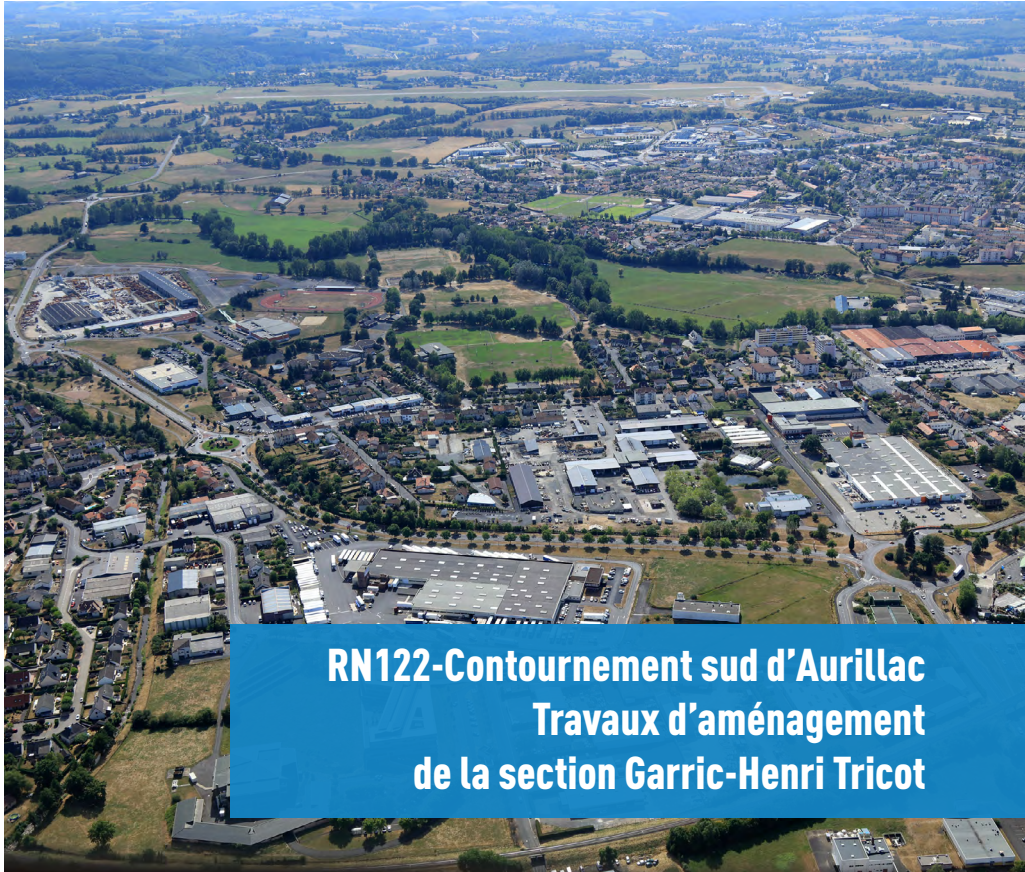 RN122-Contournement sud d’Aurillac
Travaux d’aménagement
de la section Garric-Henri Tricot